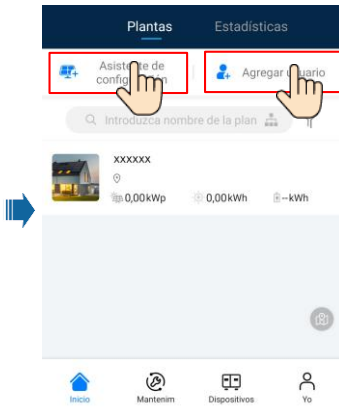 Plantas Estadísticas
Asistente de
configuración
Agregar usuario
Introduzca nombre de la plan
xxxxxx
0,00kWp 0,00kWh --kWh
Inicio Mantenim Dispositivos Yo